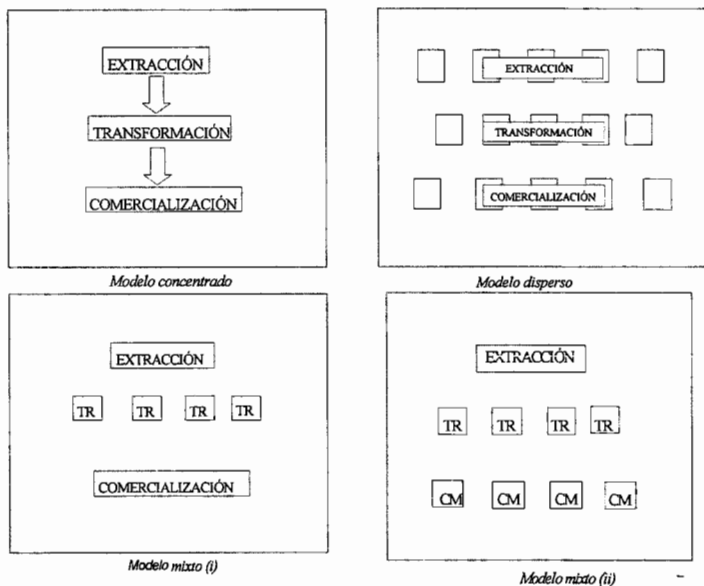 EXTRACCIÓN
TRANSFORMACIÓN
COMERCIALIZACIÓN
Modelo concentrado
EXTRACCIÓN
TRANSFORMACIÓN
COMERCIALIZACIÓN
Modelo disperso
EXTRACCIÓN
TR TR TR TR
COMERCIALIZACIÓN
Modelo mixto (i)
EXTRACCIÓN
TR TR TR TR
CM CM CM CM
Modelo mixto (ii)